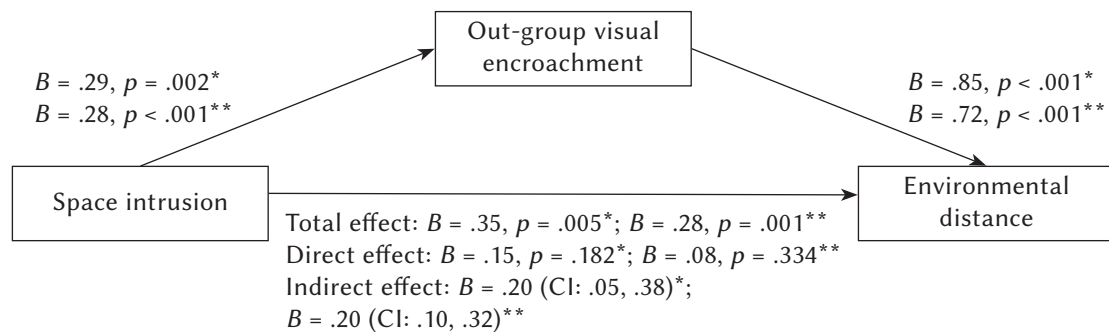 Out-group visual
encroachment
B = .29, p = .002*
B = .28, p < .001**
B = .85, p < .001*
B = .72, p < .001**
Space intrusion
Environmental
distance
Total effect: B = .35, p = .005*; B = .28, p = .001**
Direct effect: B = .15, p = .182*; B = .08, p = .334**
Indirect effect: B = .20 (CI: .05, .38)*;
B = .20 (CI: .10, .32)**